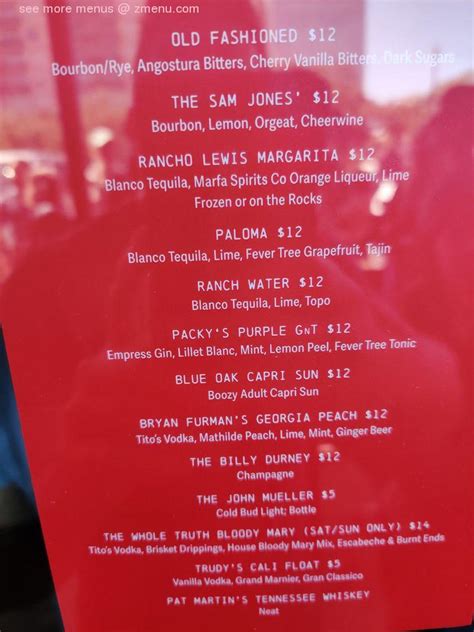 see more menus @ zmenu.com
OLD FASHIONED $12
Bourbon/Rye, Angostura Bitters, Cherry Vanilla Bitters, Dark Sugars
THE SAM JONES' $12
Bourbon, Lemon, Orgeat, Cheerwine
RANCHO LEWIS MARGARITA $12
Blanco Tequila, Marfa Spirits Co Orange Liqueur, Lime
Frozen or on the Rocks
PALOMA $12
Blanco Tequila, Lime, Fever Tree Grapefruit, Tajin
RANCH WATER $12
Blanco Tequila, Lime, Topo
PACKY'S PURPLE GNT $12
Empress Gin, Lillet Blanc, Mint, Lemon Peel, Fever Tree Tonic
BLUE OAK CAPRI SUN $12
Boozy Adult Capri Sun
BRYAN FURMAN'S GEORGIA PEACH $12
Tito's Vodka, Mathilde Peach, Lime, Mint, Ginger Beer
THE BILLY DURNEY $12
Champagne
THE JOHN MUELLER $5
Cold Bud Light; Bottle
THE WHOLE TRUTH BLOODY MARY (SAT/SUN ONLY) $14
Tito's Vodka, Brisket Drippings, House Bloody Mary Mix, Escabeche & Burnt Ends
TRUDY'S CALI FLOAT $5
Vanilla Vodka, Grand Marnier, Gran Classico
PAT MARTIN'S TENNESSEE WHISKEY
Neat